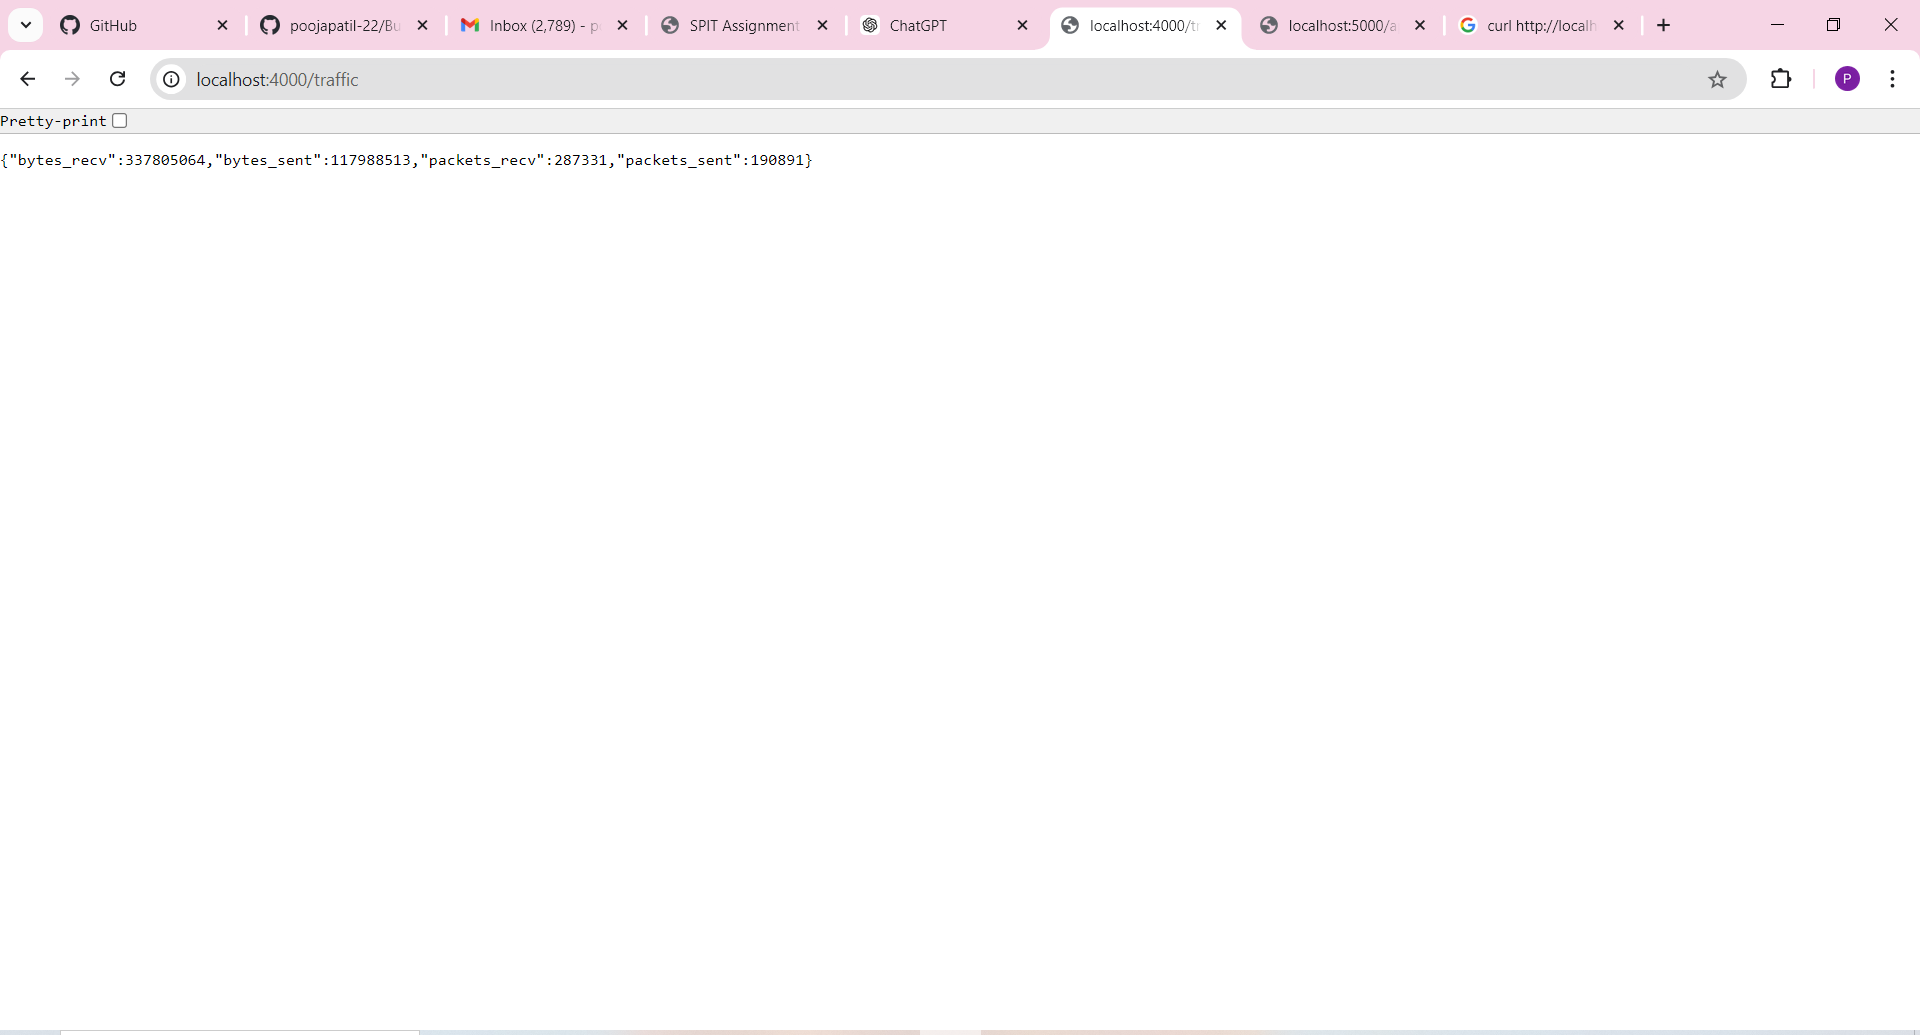 GitHub
poojapatil-22/Bu
Inbox (2,789) - p
SPIT Assignment
ChatGPT
localhost:4000/tr
localhost:5000/a
curl http://localh
localhost:4000/traffic
P
Pretty-print
{"bytes_recv":337805064,"bytes_sent":117988513,"packets_recv":287331,"packets_sent":190891}